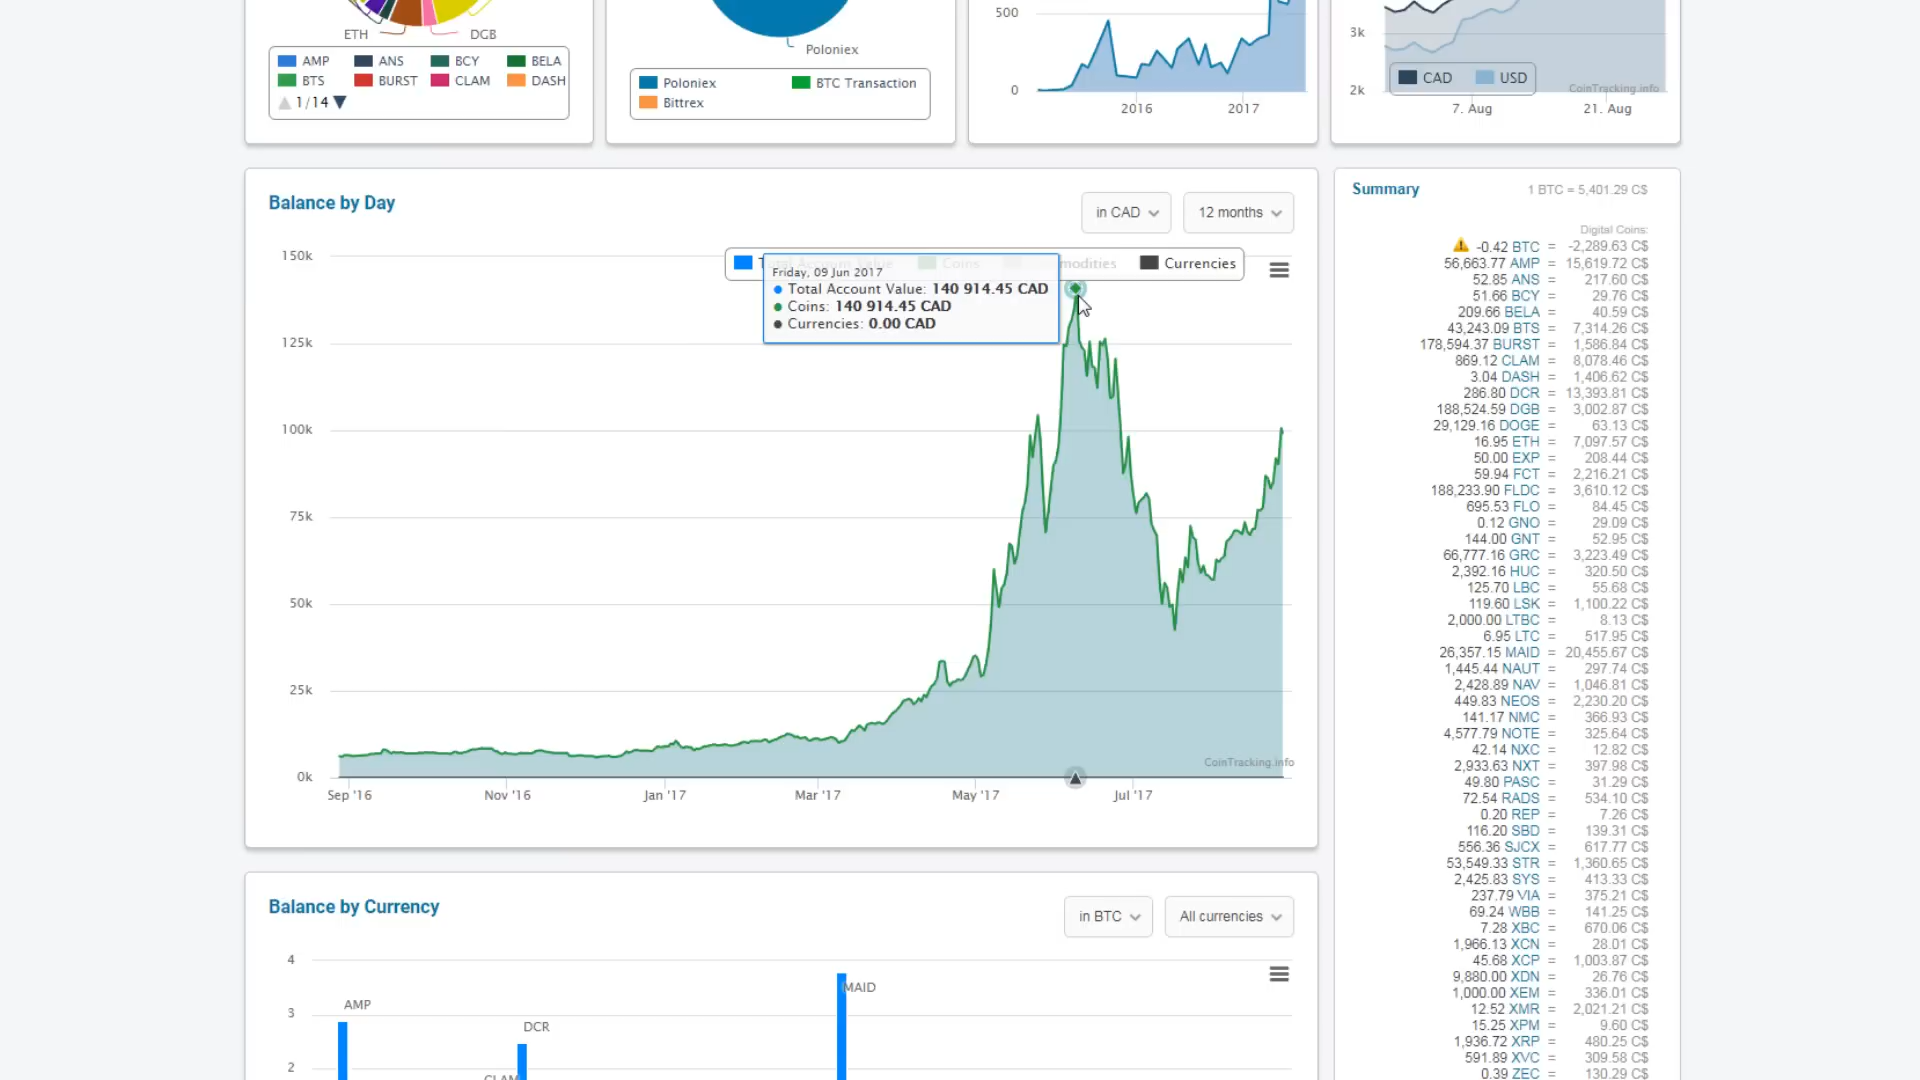 ETH
DGB
AMP
ANS
BCY
BELA
BTS
BURST
CLAM
DASH
1/14
Poloniex
Poloniex
BTC Transaction
Bittrex
500
0
2016
2017
3k
2k
CAD
USD
CoinTracking.info
7. Aug
21. Aug
Balance by Day
in CAD
12 months
Total Account Value
Coins
Currencies
Friday, 09 Jun 2017
Total Account Value: 140 914.45 CAD
Coins: 140 914.45 CAD
Currencies: 0.00 CAD
150k
125k
100k
75k
50k
25k
0k
CoinTracking.info
Sep '16
Nov '16
Jan '17
Mar '17
May '17
Jul '17
Balance by Currency
in BTC
All currencies
4
3
2
AMP
DCR
CLAM
MAID
Summary
1 BTC = 5,401.29 C$
Digital Coins:
-0.42 BTC = -2,289.63 C$
56,663.77 AMP = 15,619.72 C$
52.85 ANS = 217.60 C$
51.66 BCY = 29.76 C$
209.66 BELA = 40.59 C$
43,243.09 BTS = 7,314.26 C$
178,594.37 BURST = 1,586.84 C$
869.12 CLAM = 8,078.46 C$
3.04 DASH = 1,406.62 C$
286.80 DCR = 13,393.81 C$
188,524.59 DGB = 3,002.87 C$
29,129.16 DOGE = 63.13 C$
16.95 ETH = 7,097.57 C$
50.00 EXP = 208.44 C$
59.94 FCT = 2,216.21 C$
188,233.90 FLDC = 3,610.12 C$
695.53 FLO = 84.45 C$
0.12 GNO = 29.09 C$
144.00 GNT = 52.95 C$
66,777.16 GRC = 3,223.49 C$
2,392.16 HUC = 320.50 C$
125.70 LBC = 55.68 C$
119.60 LSK = 1,100.22 C$
2,000.00 LTBC = 8.13 C$
6.95 LTC = 517.95 C$
26,357.15 MAID = 20,455.67 C$
1,445.44 NAUT = 297.74 C$
2,428.89 NAV = 1,046.81 C$
449.83 NEOS = 2,230.20 C$
141.17 NMC = 366.93 C$
4,577.79 NOTE = 325.64 C$
42.14 NXC = 12.82 C$
2,933.63 NXT = 397.98 C$
49.80 PASC = 31.29 C$
72.54 RADS = 534.10 C$
0.20 REP = 7.26 C$
116.20 SBD = 139.31 C$
556.36 SJCX = 617.77 C$
53,549.33 STR = 1,360.65 C$
2,425.83 SYS = 413.33 C$
237.79 VIA = 375.21 C$
69.24 WBB = 141.25 C$
7.28 XBC = 670.06 C$
1,966.13 XCN = 28.01 C$
45.68 XCP = 1,003.87 C$
9,880.00 XDN = 26.76 C$
1,000.00 XEM = 336.01 C$
12.52 XMR = 2,021.21 C$
15.25 XPM = 9.60 C$
1,936.72 XRP = 480.25 C$
591.89 XVC = 309.58 C$
0.39 ZEC = 130.29 C$